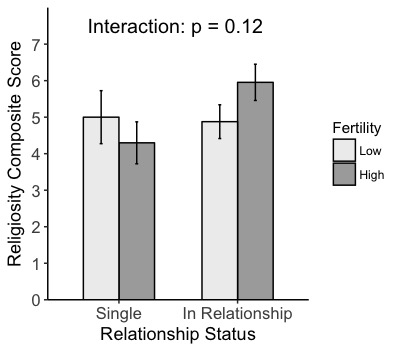 Interaction: p = 0.12
Religiosity Composite Score
7
6
5
4
3
2
1
0
Single
In Relationship
Relationship Status
Fertility
Low
High